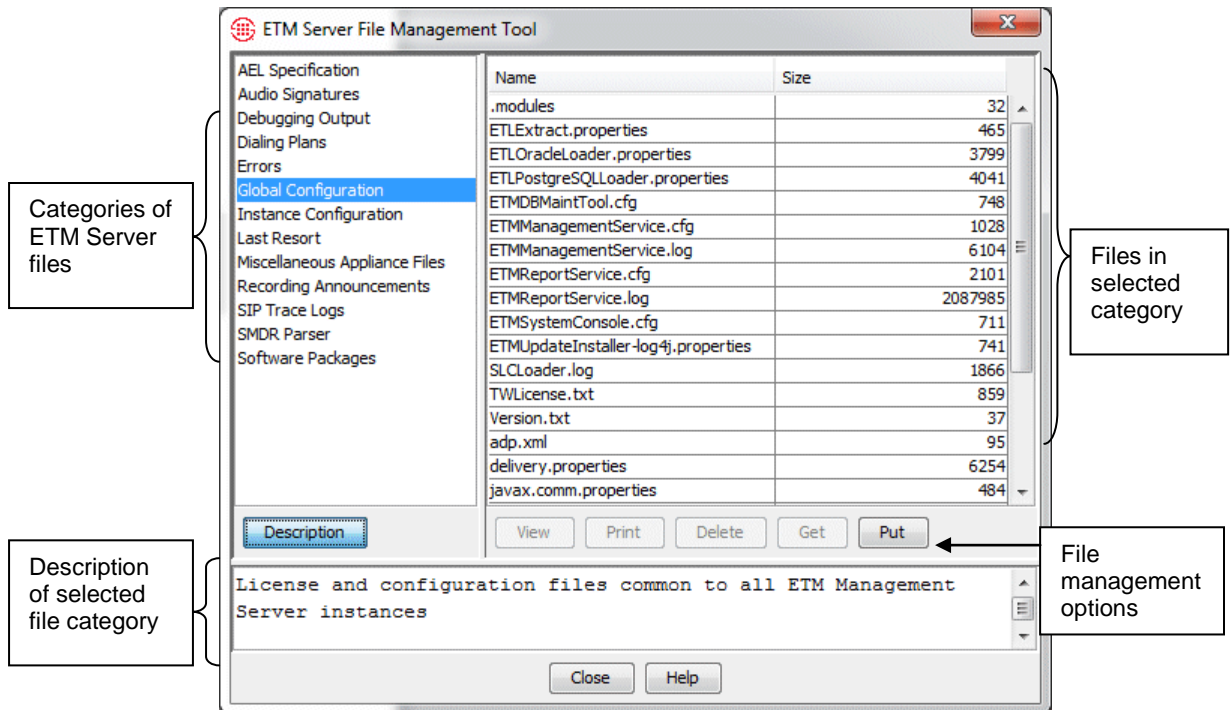 ETM Server File Management Tool
AEL Specification
Audio Signatures
Debugging Output
Dialing Plans
Errors
Global Configuration
Instance Configuration
Last Resort
Miscellaneous Appliance Files
Recording Announcements
SIP Trace Logs
SMDR Parser
Software Packages
Name Size
.modules 32
ETLExtract.properties 465
ETLOracleLoader.properties 3799
ETLPostgreSQLLoader.properties 4041
ETMDBMaintTool.cfg 748
ETMManagementService.cfg 1028
ETMManagementService.log 6104
ETMReportService.cfg 2101
ETMReportService.log 2087985
ETMSystemConsole.cfg 711
ETMUpdateInstaller-log4j.properties 741
SLCLoader.log 1866
TWLicense.txt 859
Version.txt 37
adp.xml 95
delivery.properties 6254
javax.comm.properties 484
Description
View Print Delete Get Put
License and configuration files common to all ETM Management
Server instances
Close Help
Categories of
ETM Server
files
Description
of selected
file category
Files in
selected
category
File
management
options